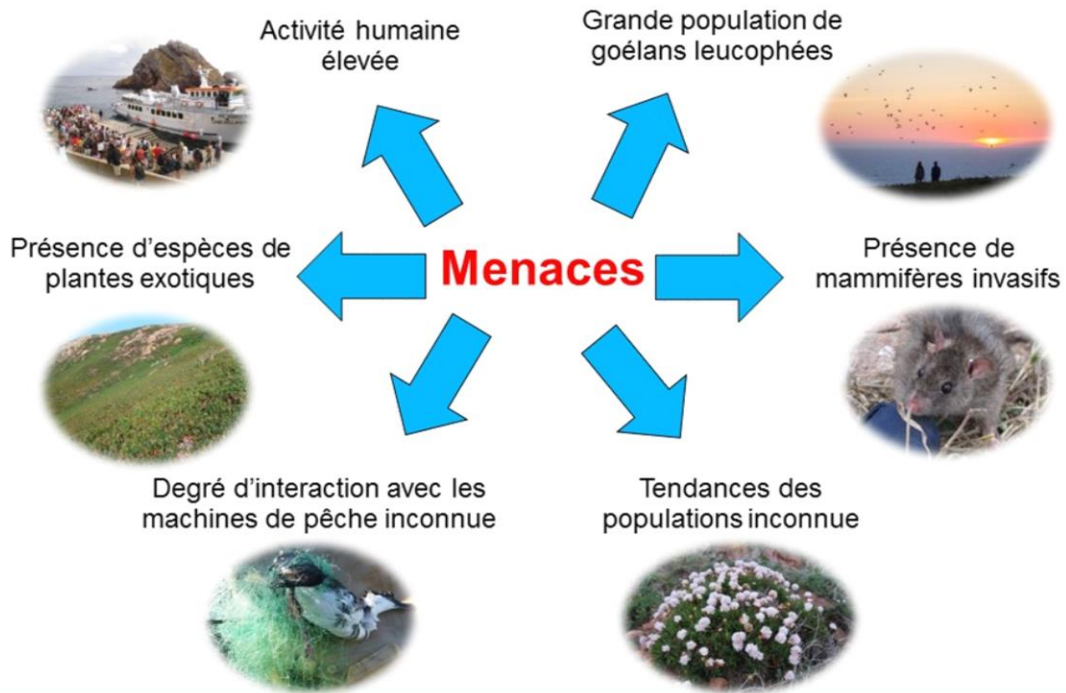 Activité humaine
élevée
Grande population de
goélans leucophées
Présence d'espèces de
plantes exotiques
Menaces
Présence de
mammifères invasifs
Degré d'interaction avec les
machines de pêche inconnue
Tendances des
populations inconnue